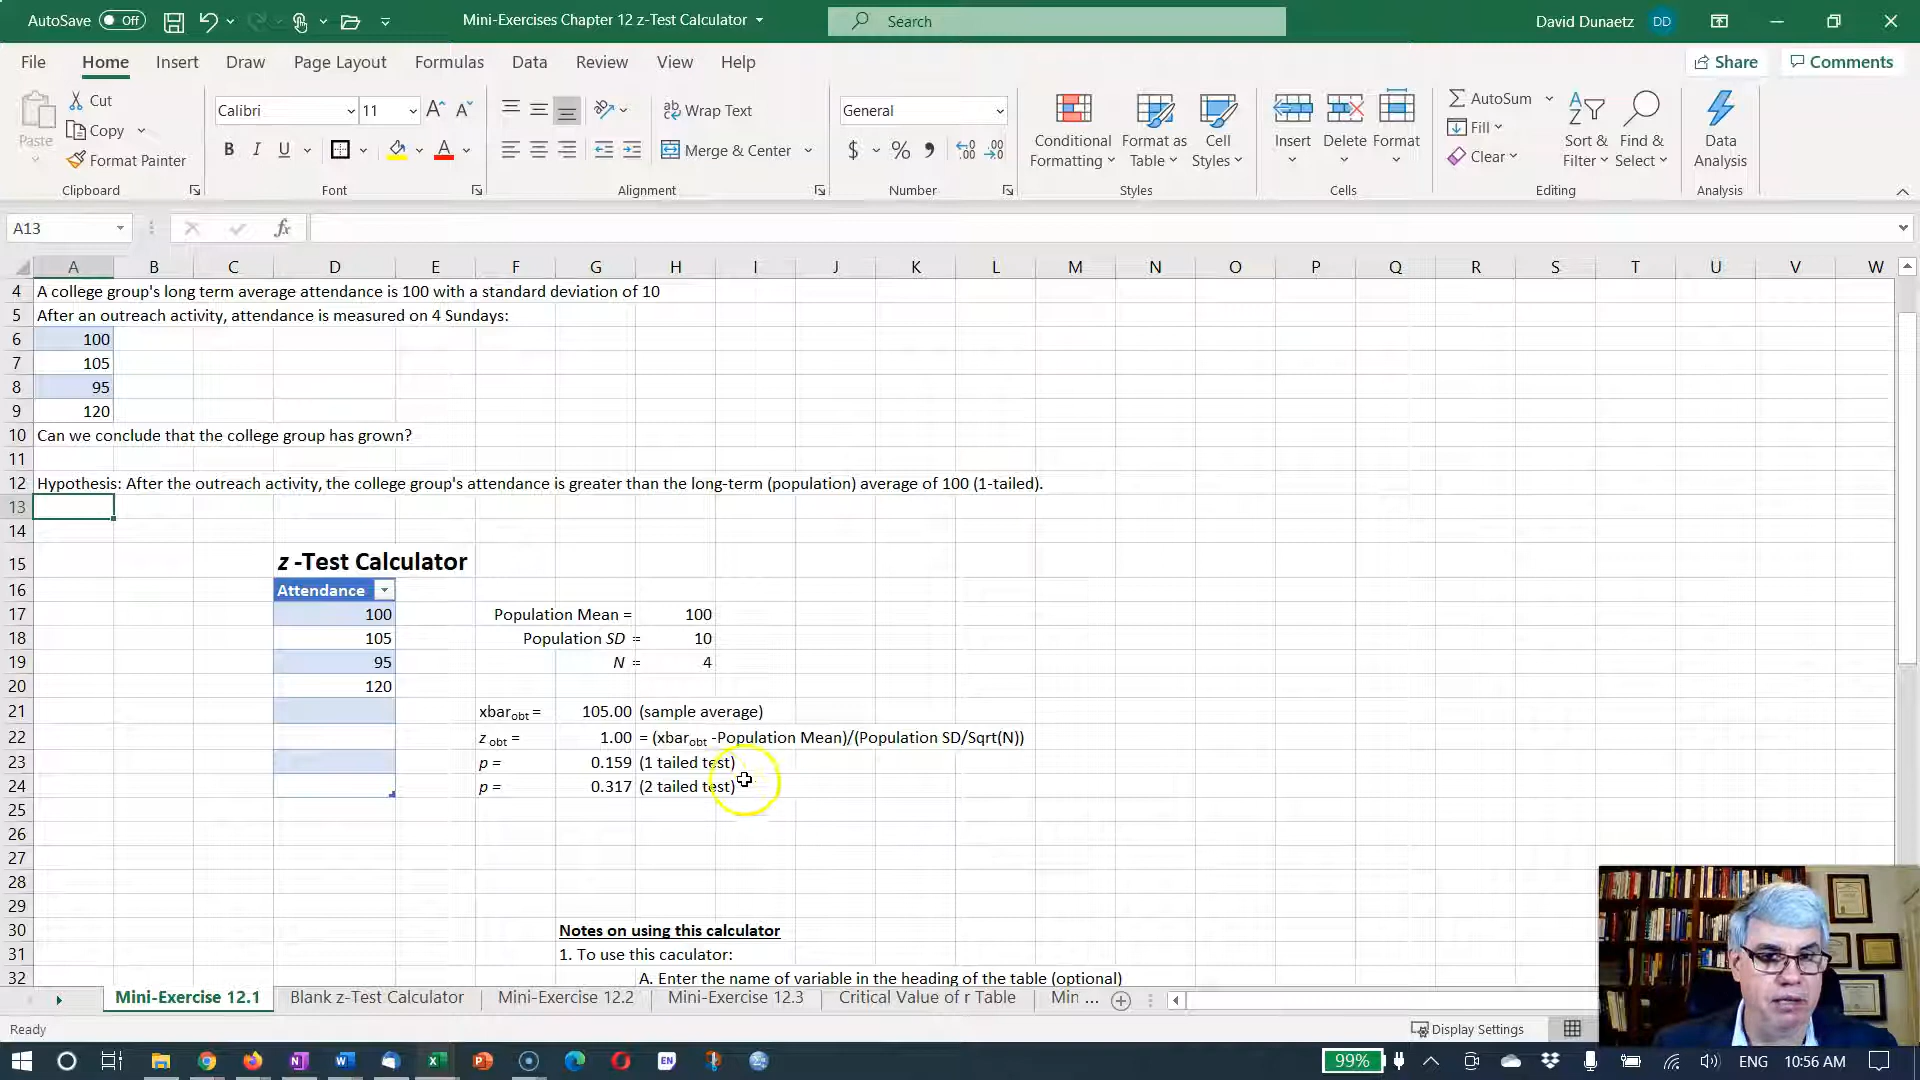 AutoSave Off
Mini-Exercises Chapter 12 z-Test Calculator
Search
David Dunaetz DD
File Home Insert Draw Page Layout Formulas Data Review View Help
Share Comments
Paste
Cut
Copy
Format Painter
Clipboard
Calibri 11
B I U
Font
Wrap Text
Merge & Center
Alignment
General
$ % ,
Number
Conditional Formatting
Format as Table
Cell Styles
Styles
Insert Delete Format
Cells
AutoSum
Fill
Clear
Sort & Filter
Find & Select
Editing
Data Analysis
Analysis
A13
fx
A B C D E F G H I J K L M N O P Q R S T U V W
4 A college group's long term average attendance is 100 with a standard deviation of 10
5 After an outreach activity, attendance is measured on 4 Sundays:
6 100
7 105
8 95
9 120
10 Can we conclude that the college group has grown?
11
12 Hypothesis: After the outreach activity, the college group's attendance is greater than the long-term (population) average of 100 (1-tailed).
13
14
15 z -Test Calculator
16 Attendance
17 100 Population Mean = 100
18 105 Population SD = 10
19 95 N = 4
20 120
21 xbarobt = 105.00 (sample average)
22 z obt = 1.00 = (xbarobt -Population Mean)/(Population SD/Sqrt(N))
23 p = 0.159 (1 tailed test)
24 p = 0.317 (2 tailed test)
25
26
27
28
29
30 Notes on using this calculator
31 1. To use this caculator:
32 A. Enter the name of variable in the heading of the table (optional)
Mini-Exercise 12.1 Blank z-Test Calculator Mini-Exercise 12.2 Mini-Exercise 12.3 Critical Value of r Table Min ...
Ready
Display Settings
99% ENG 10:56 AM